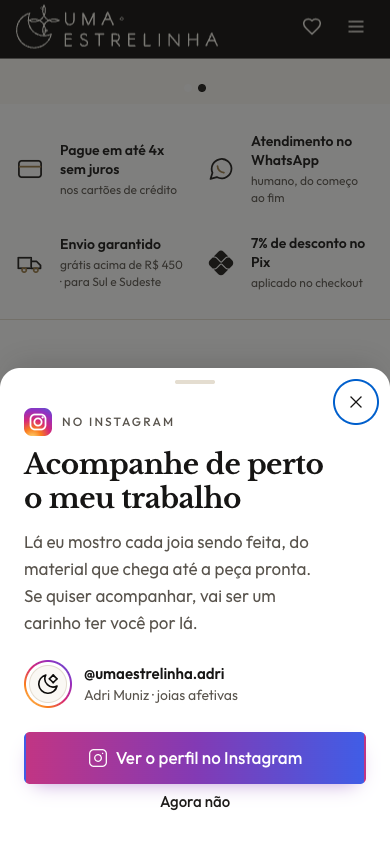 UMA
ESTRELINHA
Pague em até 4x
sem juros
nos cartões de crédito
Atendimento no
WhatsApp
humano, do começo
ao fim
Envio garantido
grátis acima de R$ 450
· para Sul e Sudeste
7% de desconto no
Pix
aplicado no checkout
NO INSTAGRAM
Acompanhe de perto
o meu trabalho
Lá eu mostro cada joia sendo feita, do
material que chega até a peça pronta.
Se quiser acompanhar, vai ser um
carinho ter você por lá.
@umaestrelinha.adri
Adri Muniz · joias afetivas
Ver o perfil no Instagram
Agora não